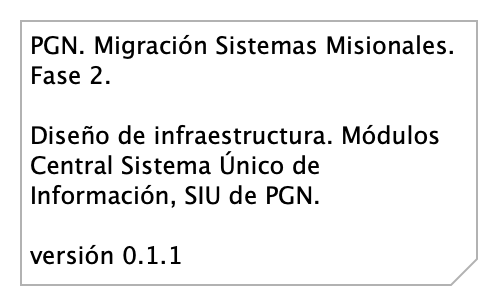 PGN. Migración Sistemas Misionales.
Fase 2.
Diseño de infraestructura. Módulos
Central Sistema Único de
Información, SIU de PGN.
versión 0.1.1